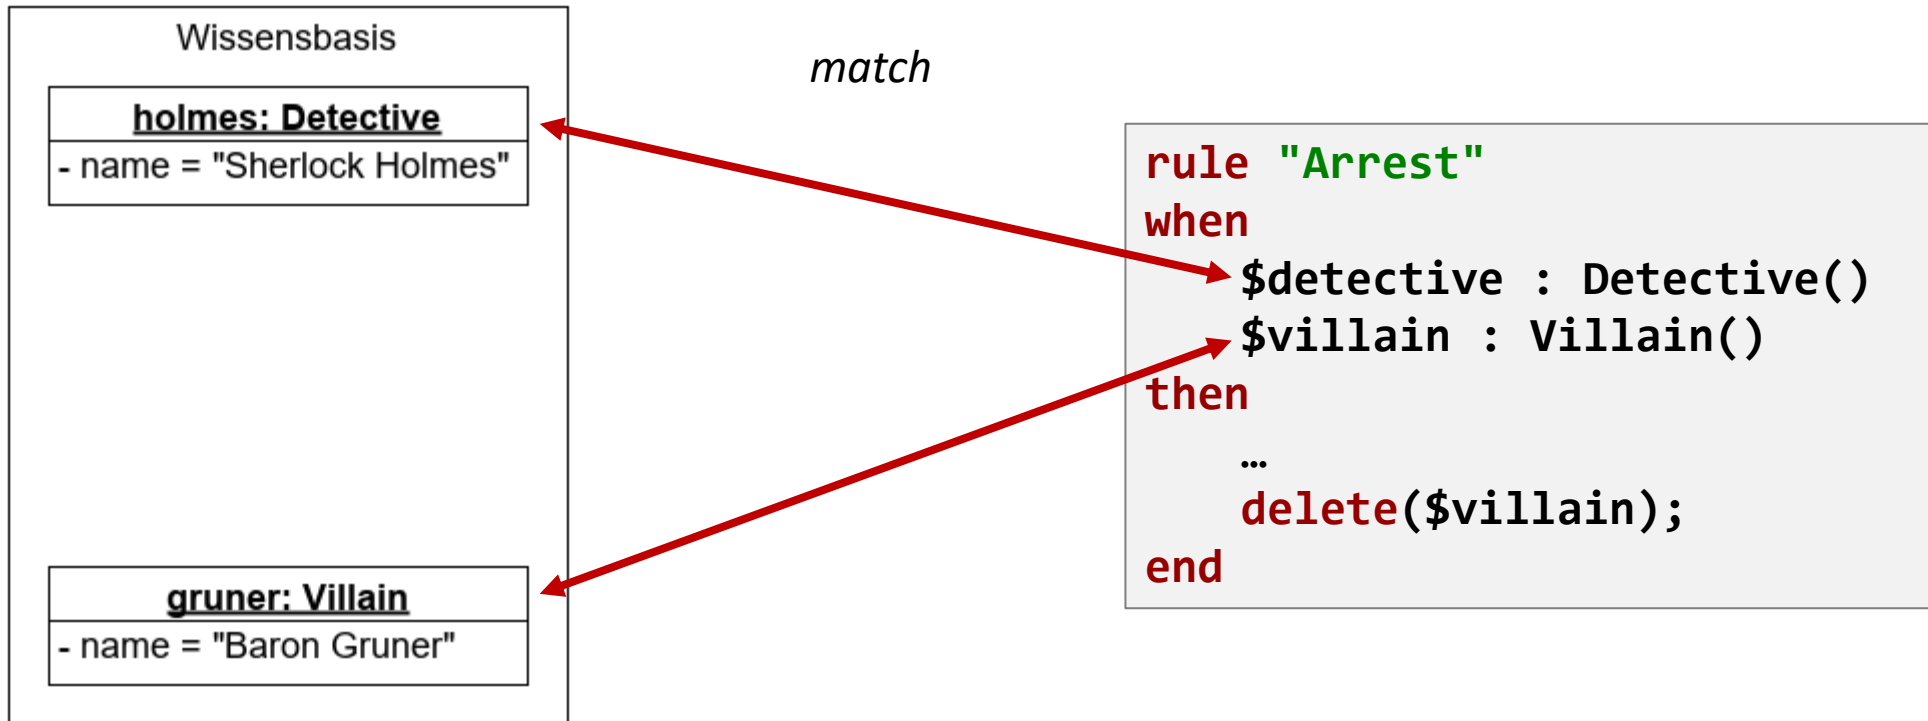 Wissensbasis
holmes: Detective
- name = "Sherlock Holmes"
gruner: Villain
- name = "Baron Gruner"
match
rule "Arrest"
when
$detective : Detective()
$villain : Villain()
then
…
delete($villain);
end